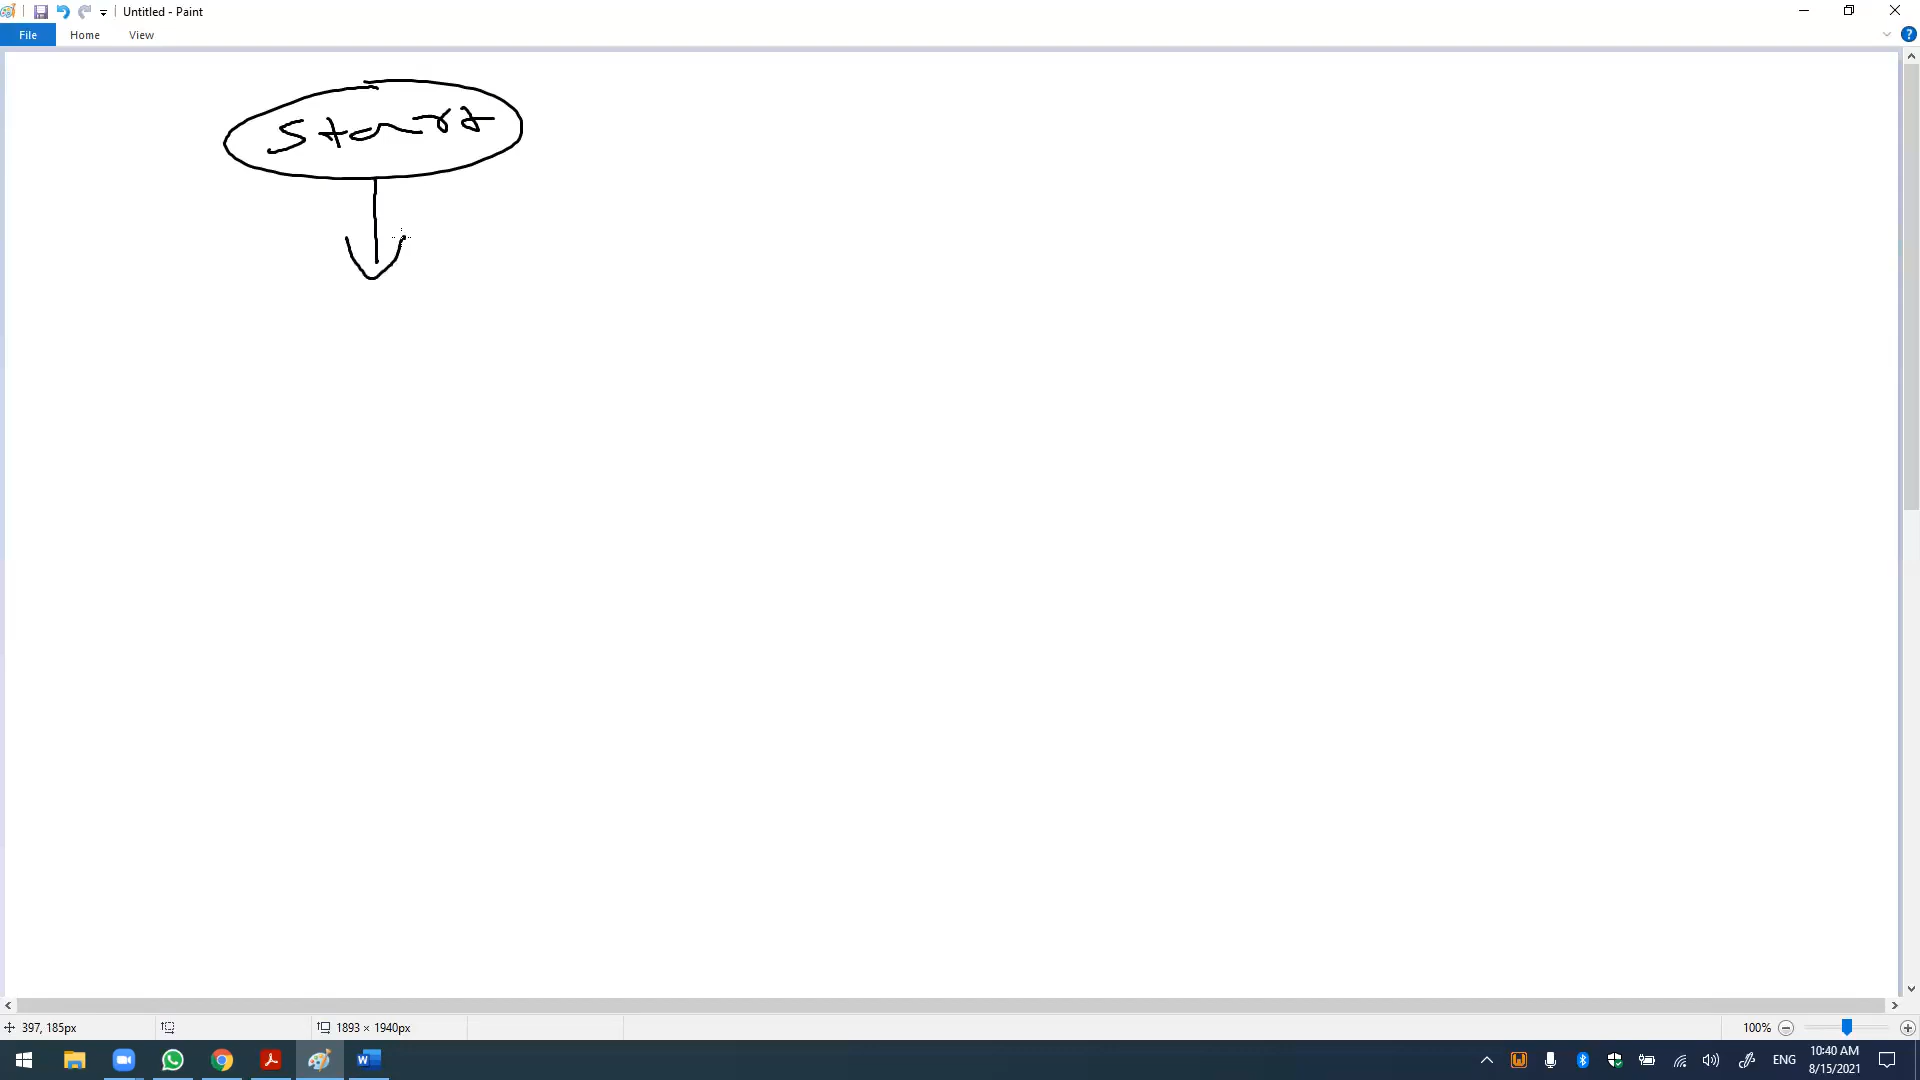 Untitled - Paint
File Home View
Start
397, 185px 1893 × 1940px 100%
ENG 10:40 AM
8/15/2021